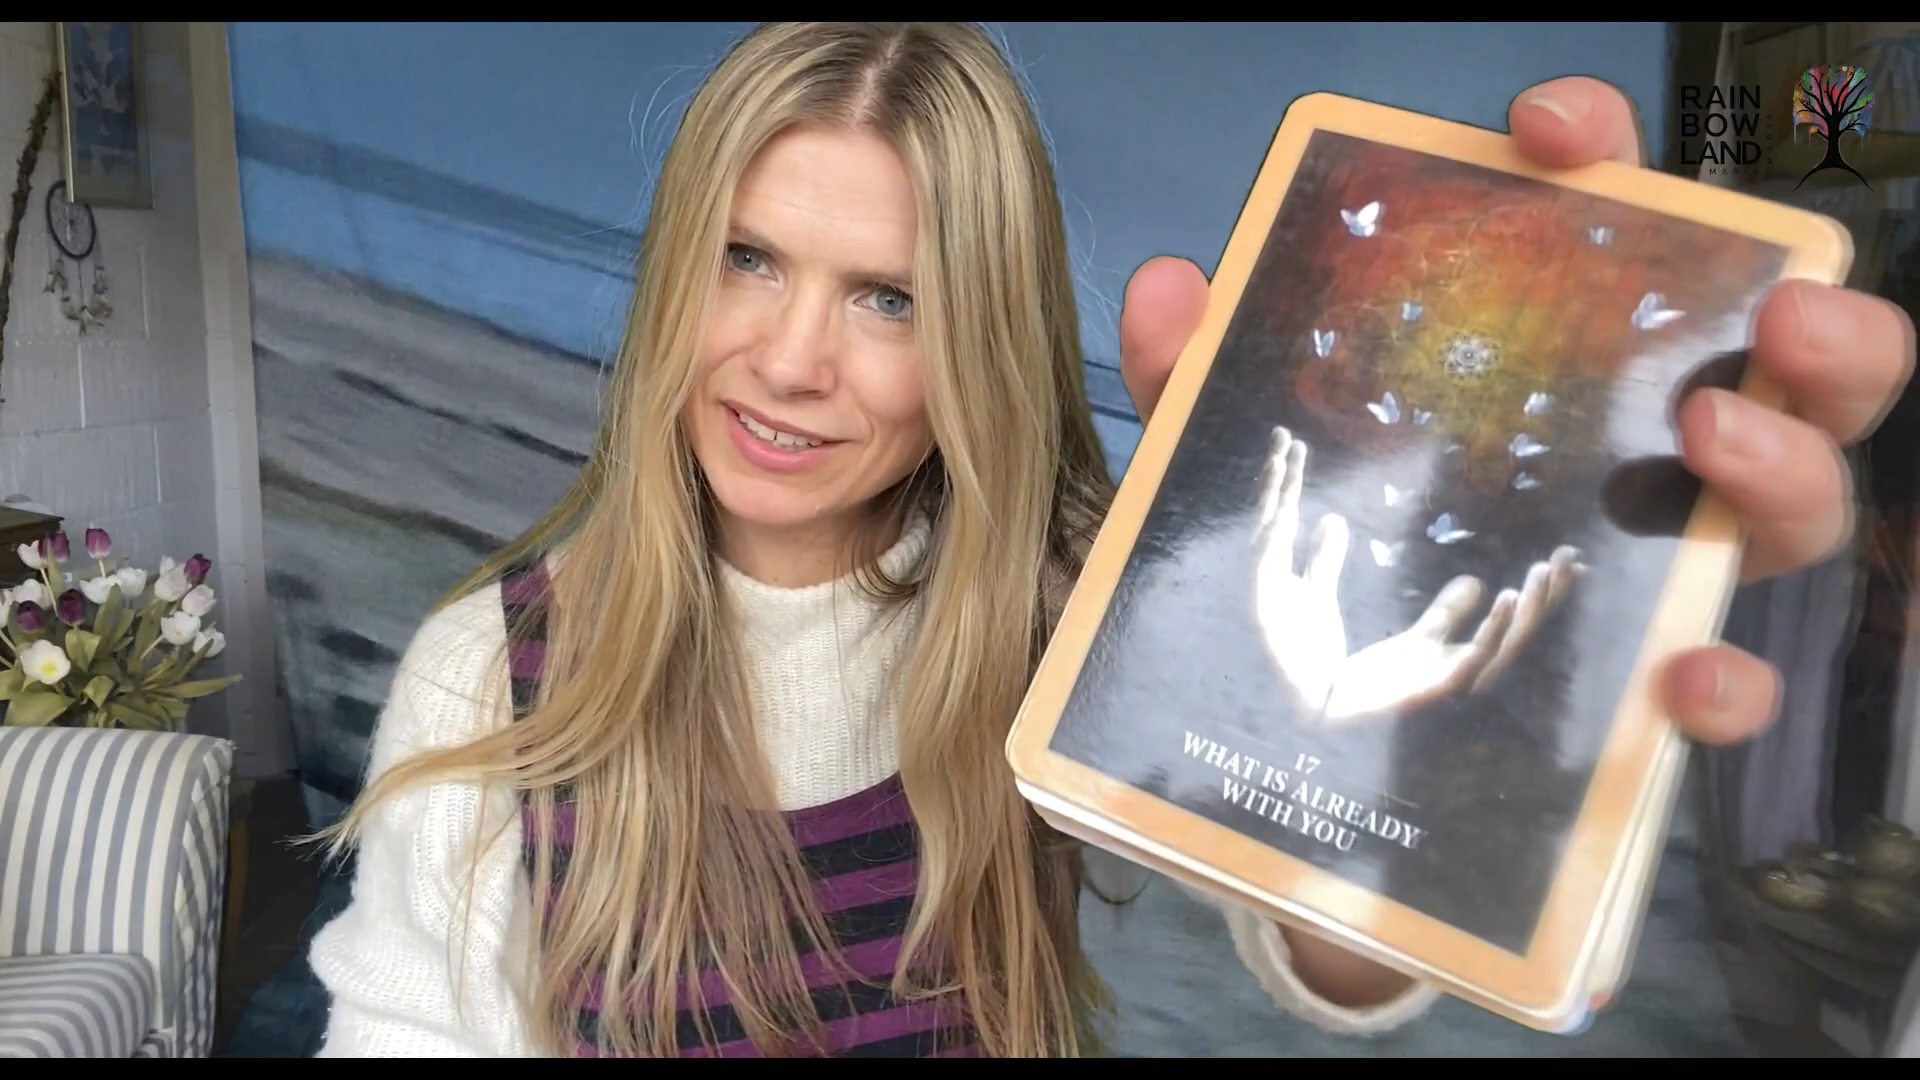 RAIN
BOW
LAND
17
WHAT IS ALREADY
WITH YOU